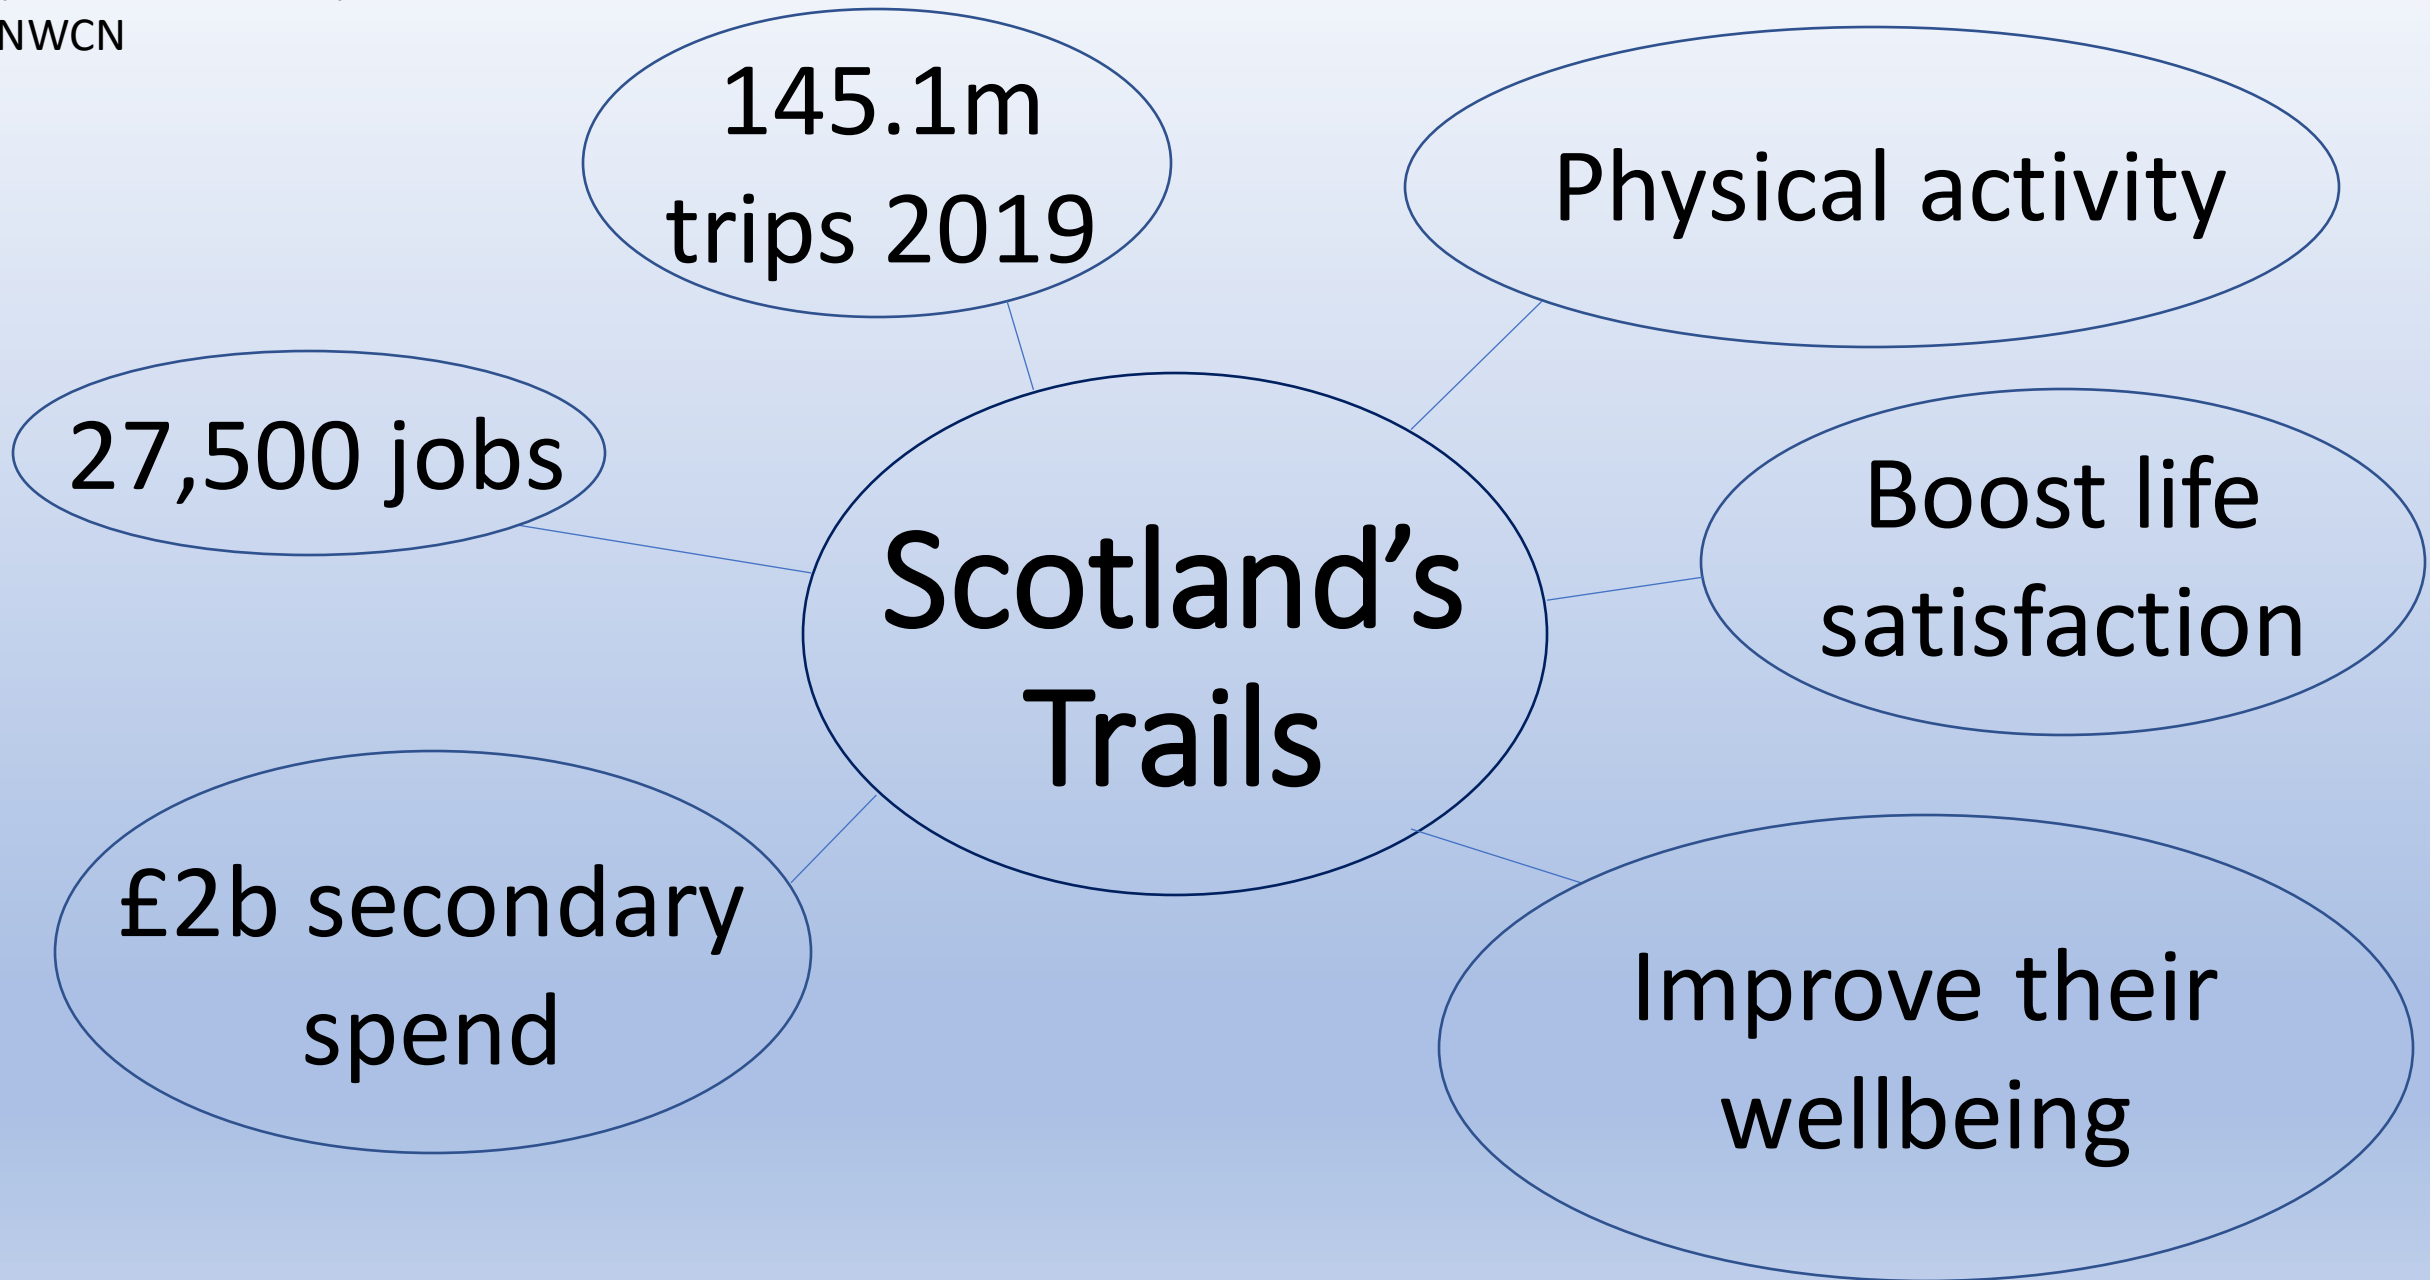 NWCN
145.1m
trips 2019
Physical activity
27,500 jobs
Boost life
satisfaction
Scotland’s
Trails
£2b secondary
spend
Improve their
wellbeing